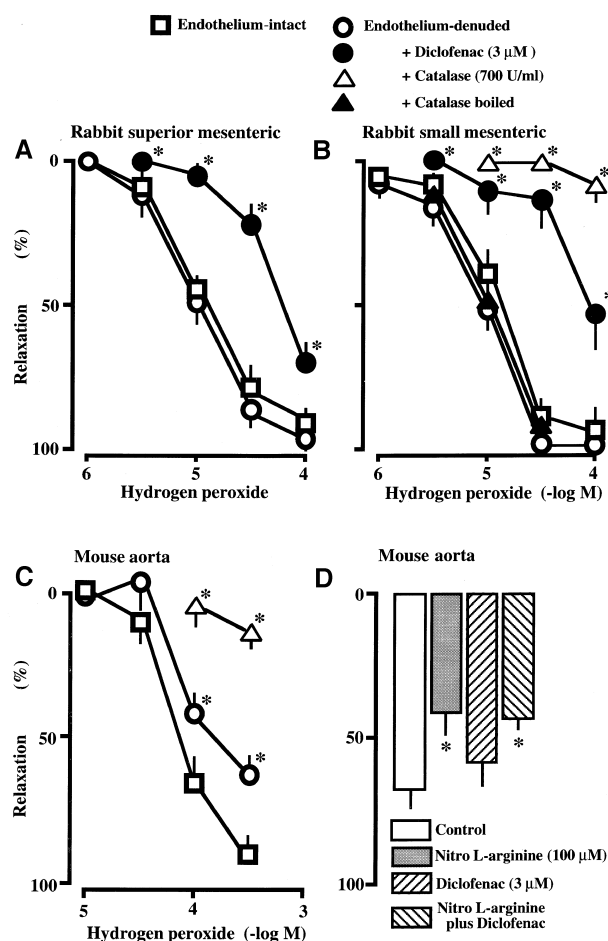 Endothelium-intact
Endothelium-denuded
+ Diclofenac (3 µM )
+ Catalase (700 U/ml)
+ Catalase boiled
A
Rabbit superior mesenteric
B
Rabbit small mesenteric
Relaxation (%)
0
50
100
* * * *
* * * *
* * *
6 5 4
Hydrogen peroxide
6 5 4
Hydrogen peroxide (-log M)
C
Mouse aorta
D
Mouse aorta
Relaxation (%)
0
50
100
* *
* *
5 4 3
Hydrogen peroxide (-log M)
0
50
100
* *
Control
Nitro L-arginine (100 µM)
Diclofenac (3 µM)
Nitro L-arginine
plus Diclofenac